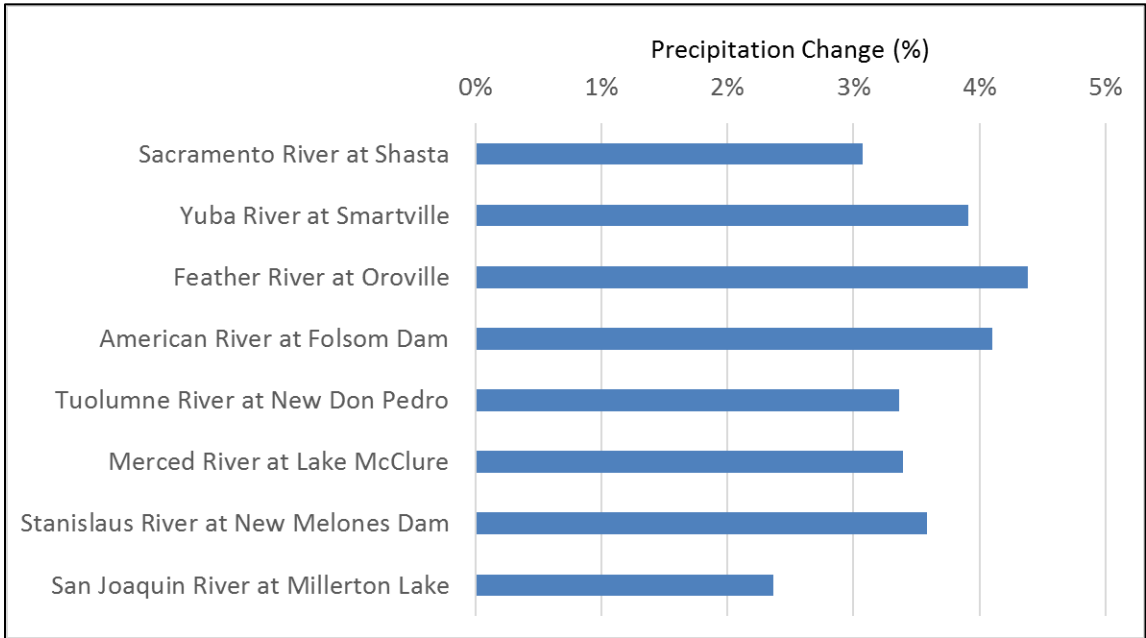 Precipitation Change (%)
0% 1% 2% 3% 4% 5%
Sacramento River at Shasta
Yuba River at Smartville
Feather River at Oroville
American River at Folsom Dam
Tuolumne River at New Don Pedro
Merced River at Lake McClure
Stanislaus River at New Melones Dam
San Joaquin River at Millerton Lake